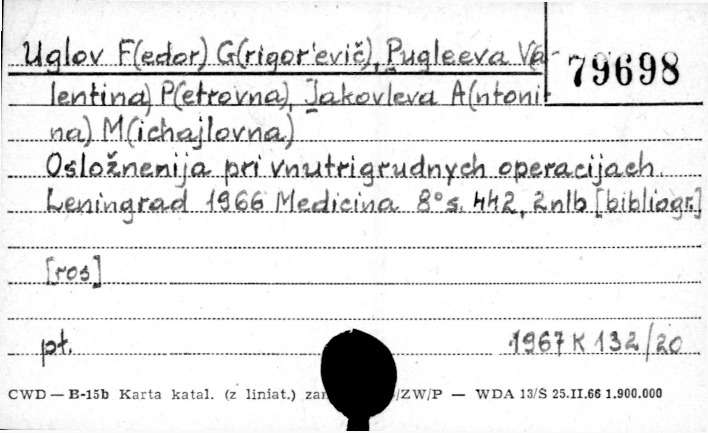 Uglov F(edor) G(rigor'evič), Pugleeva Va-
79698
lentina) P(etrovna), Jakovleva A(ntoni-
na) M(ichajlovna)
Osložnenija pri vnutrigrudnych operacijach.
Leningrad 1966 Medicina 8° s. 442, 2nlb [bibliogr.]
[ros]
pt. 1967 K 132/20
CWD — E-15b Karta katal. (z liniat.) /ZW/P — WDA 13/S 25.II.66 1.900.000